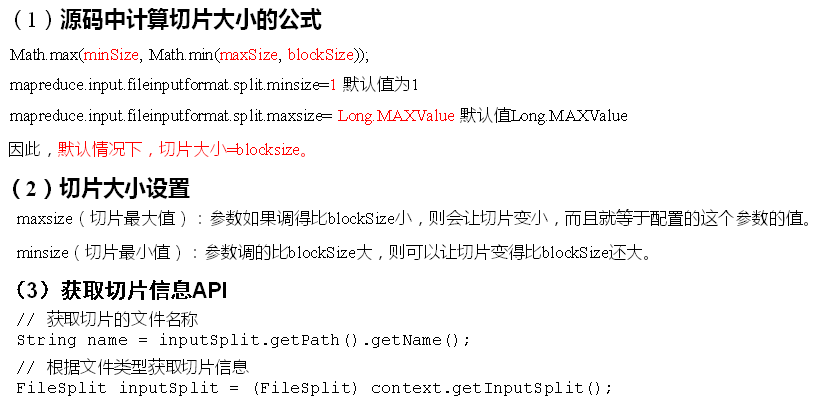 （1）源码中计算切片大小的公式
Math.max(minSize, Math.min(maxSize, blockSize));
mapreduce.input.fileinputformat.split.minsize=1 默认值为1
mapreduce.input.fileinputformat.split.maxsize= Long.MAXValue 默认值Long.MAXValue
因此，默认情况下，切片大小=blocksize。
（2）切片大小设置
maxsize（切片最大值）：参数如果调得比blockSize小，则会让切片变小，而且就等于配置的这个参数的值。
minsize（切片最小值）：参数调的比blockSize大，则可以让切片变得比blockSize还大。
（3）获取切片信息API
// 获取切片的文件名称
String name = inputSplit.getPath().getName();
// 根据文件类型获取切片信息
FileSplit inputSplit = (FileSplit) context.getInputSplit();